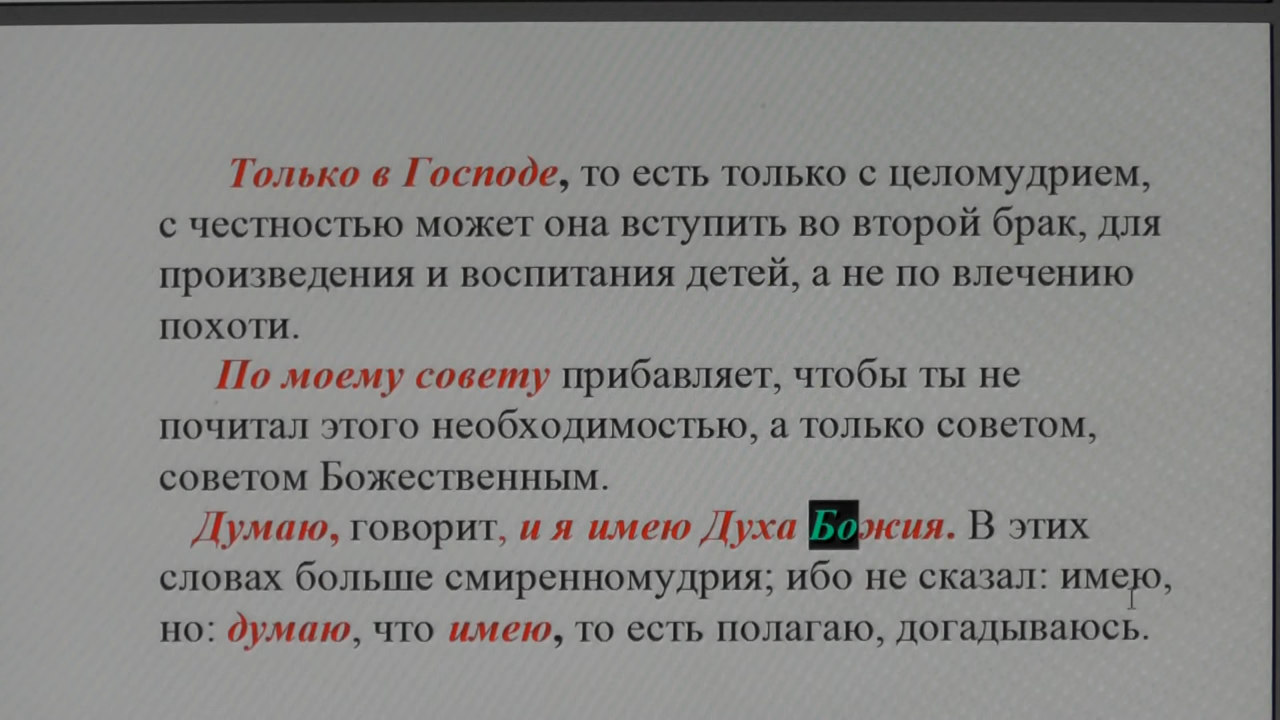 Только в Господе, то есть только с целомудрием,
с честностью может она вступить во второй брак, для
произведения и воспитания детей, а не по влечению
похоти.
По моему совету прибавляет, чтобы ты не
почитал этого необходимостью, а только советом,
советом Божественным.
Думаю, говорит, и я имею Духа Божия. В этих
словах больше смиренномудрия; ибо не сказал: имею,
но: думаю, что имею, то есть полагаю, догадываюсь.